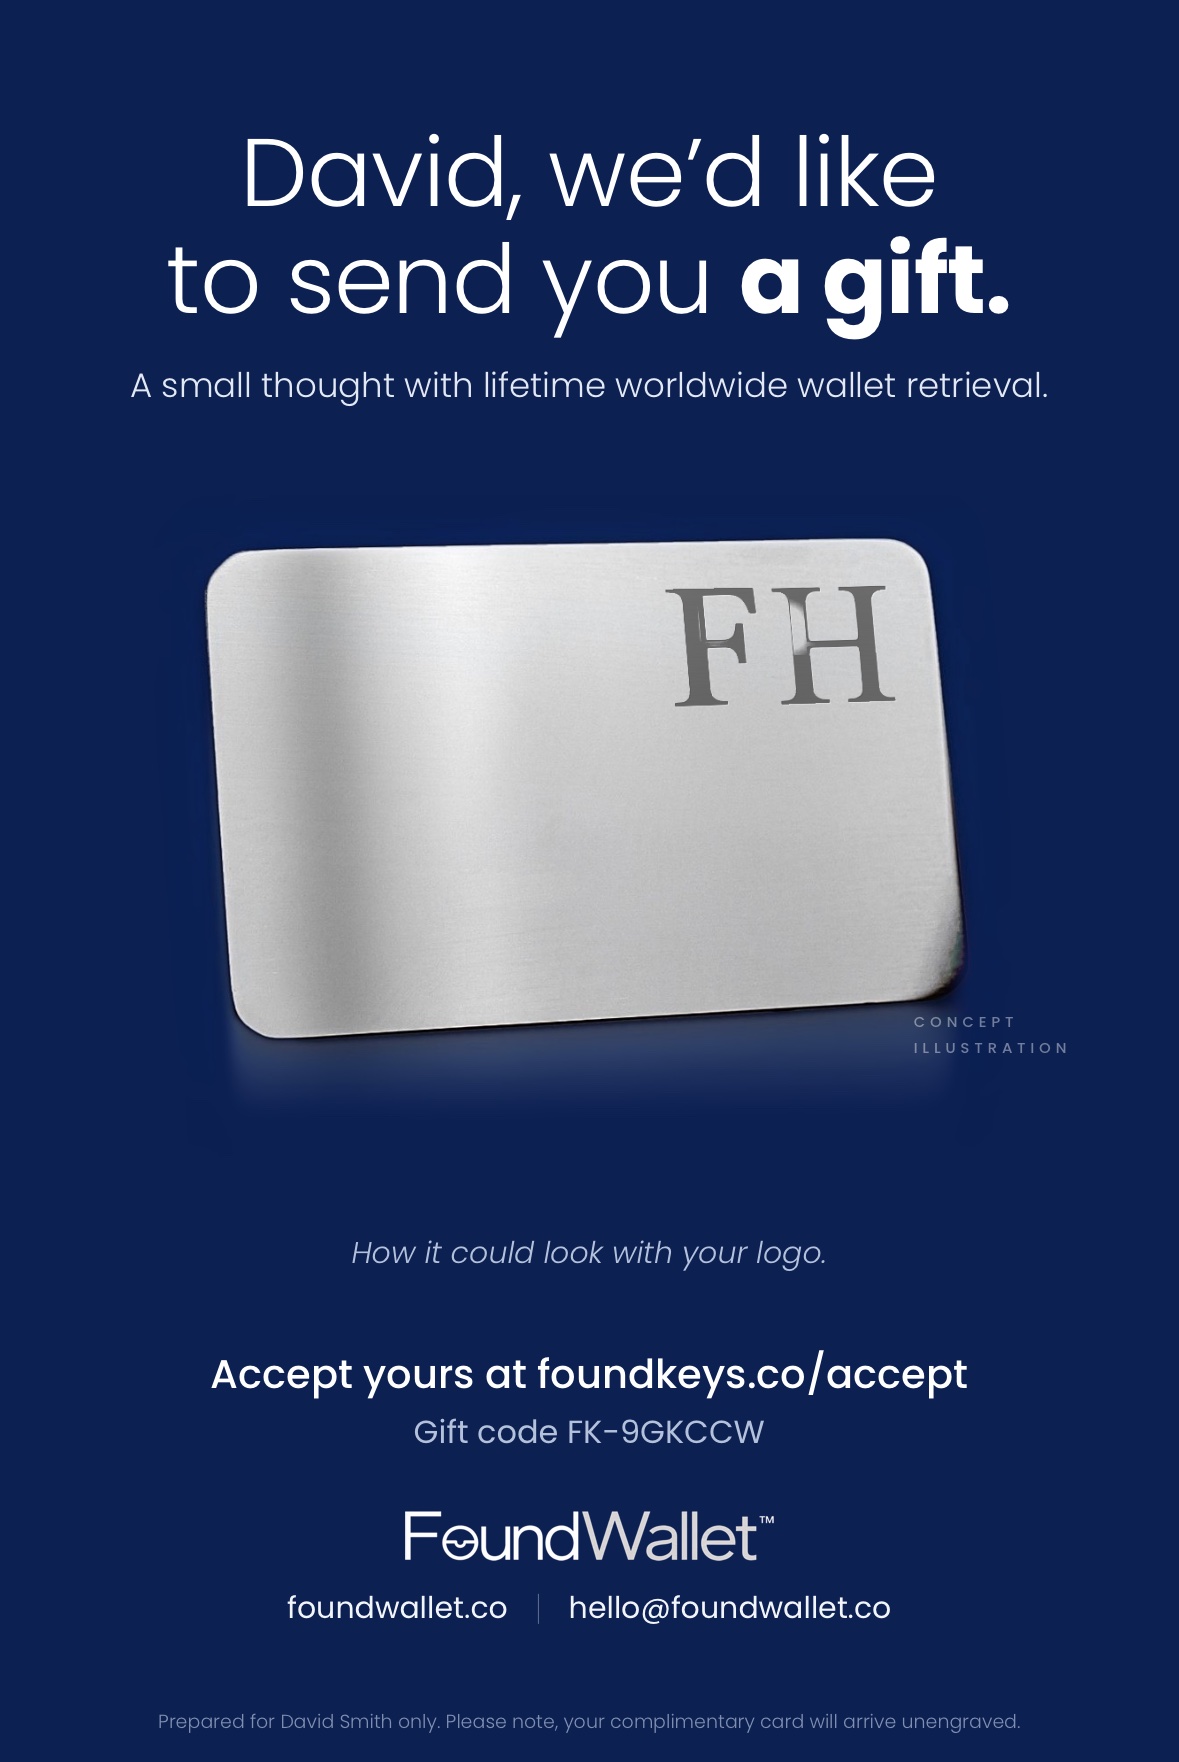 David, we’d like
to send you a gift.
A small thought with lifetime worldwide wallet retrieval.
FH
CONCEPT
ILLUSTRATION
How it could look with your logo.
Accept yours at foundkeys.co/accept
Gift code FK-9GKCCW
FoundWallet™
foundwallet.co | hello@foundwallet.co
Prepared for David Smith only. Please note, your complimentary card will arrive unengraved.